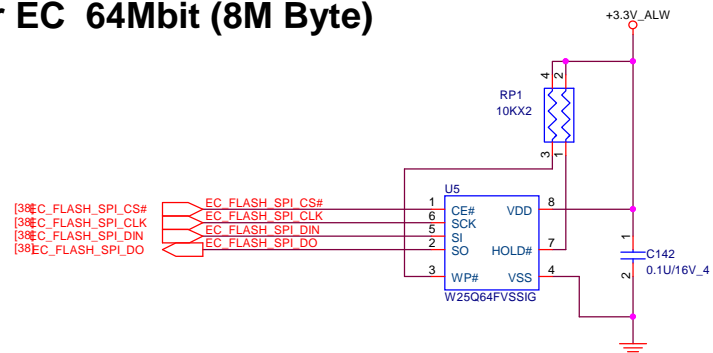 r EC 64Mbit (8M Byte)
+3.3V_ALW
4 2
RP1
10KX2
3 1
U5
[38] EC_FLASH_SPI_CS# EC_FLASH_SPI_CS# 1 CE# VDD 8
[38] EC_FLASH_SPI_CLK EC_FLASH_SPI_CLK 6 SCK
[38] EC_FLASH_SPI_DIN EC_FLASH_SPI_DIN 5 SI
[38] EC_FLASH_SPI_DO EC_FLASH_SPI_DO 2 SO HOLD# 7
3 WP# VSS 4
W25Q64FVSSIG
1
C142
0.1U/16V_4
2